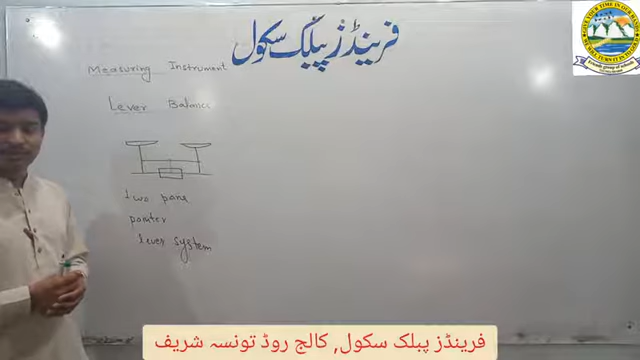 فرینڈز پبلک سکول
Measuring Instrument
Lever Balance
two pans
pointer
lever system
فرینڈز پبلک سکول, کالج روڈ تونسہ شریف